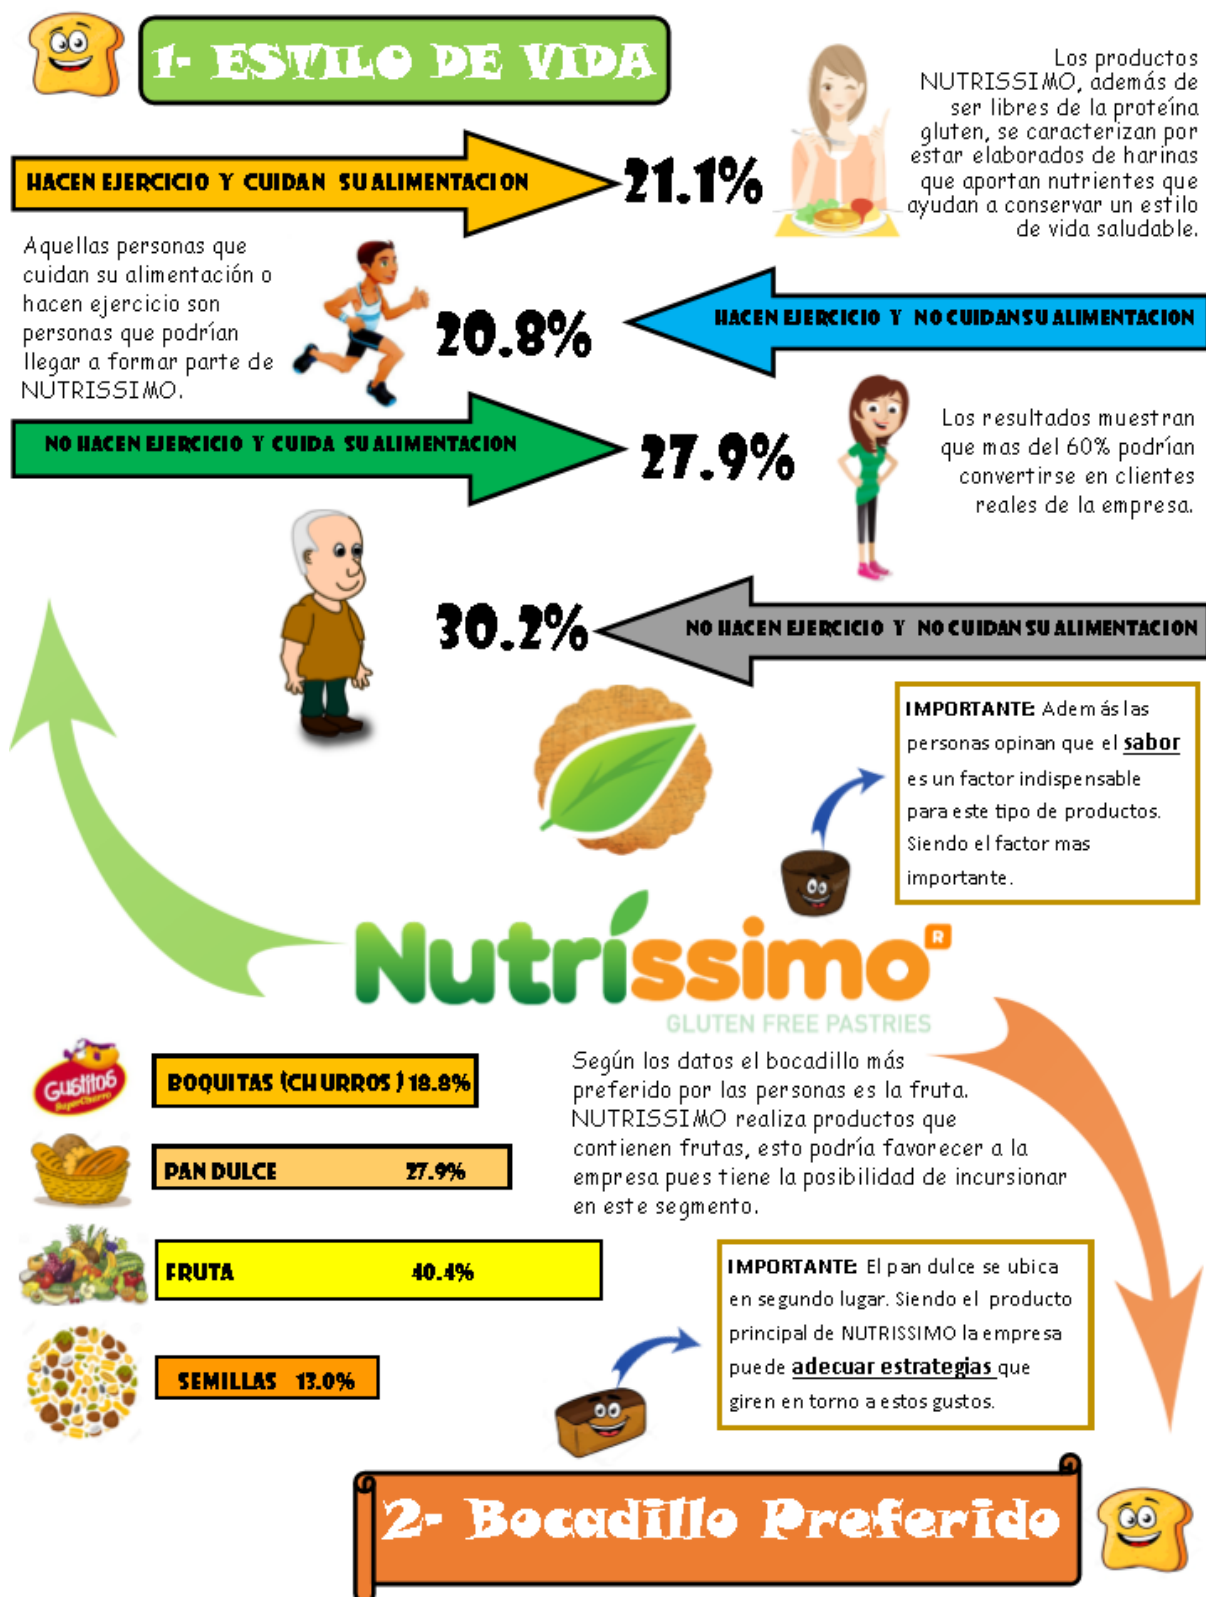 1- ESTILO DE VIDA
Los productos
NUTRISSIMO, además de
ser libres de la proteína
gluten, se caracterizan por
estar elaborados de harinas
que aportan nutrientes que
ayudan a conservar un estilo
de vida saludable.
HACEN EJERCICIO Y CUIDAN SU ALIMENTACION
21.1%
Aquellas personas que
cuidan su alimentación o
hacen ejercicio son
personas que podrían
llegar a formar parte de
NUTRISSIMO.
20.8%
HACEN EJERCICIO Y NO CUIDAN SU ALIMENTACION
NO HACEN EJERCICIO Y CUIDA SU ALIMENTACION
27.9%
Los resultados muestran
que mas del 60% podrían
convertirse en clientes
reales de la empresa.
30.2%
NO HACEN EJERCICIO Y NO CUIDAN SU ALIMENTACION
IMPORTANTE: Además las
personas opinan que el sabor
es un factor indispensable
para este tipo de productos.
Siendo el factor mas
importante.
Nutríssimo R
GLUTEN FREE PASTRIES
Gustitos
SuperChurro
BOQUITAS (CHURROS ) 18.8%
PAN DULCE 27.9%
FRUTA 40.4%
SEMILLAS 13.0%
Según los datos el bocadillo más
preferido por las personas es la fruta.
NUTRISSIMO realiza productos que
contienen frutas, esto podría favorecer a la
empresa pues tiene la posibilidad de incursionar
en este segmento.
IMPORTANTE: El pan dulce se ubica
en segundo lugar. Siendo el producto
principal de NUTRISSIMO la empresa
puede adecuar estrategias que
giren en torno a estos gustos.
2- Bocadillo Preferido